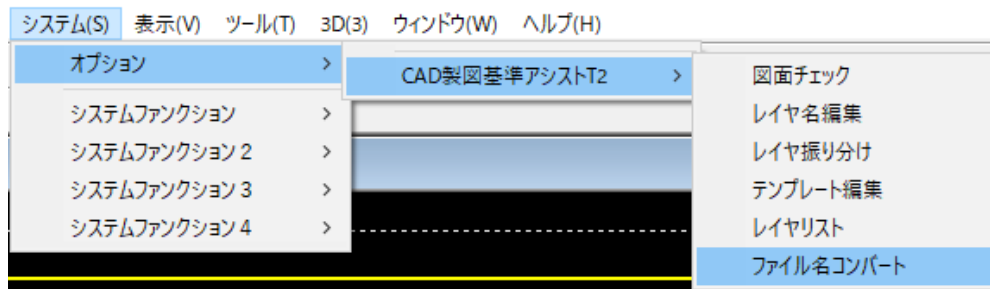 システム(S) 表示(V) ツール(T) 3D(3) ウィンドウ(W) ヘルプ(H)
オプション >
システムファンクション >
システムファンクション 2 >
システムファンクション 3 >
システムファンクション 4 >
CAD製図基準アシストT2 >
図面チェック
レイヤ名編集
レイヤ振り分け
テンプレート編集
レイヤリスト
ファイル名コンバート